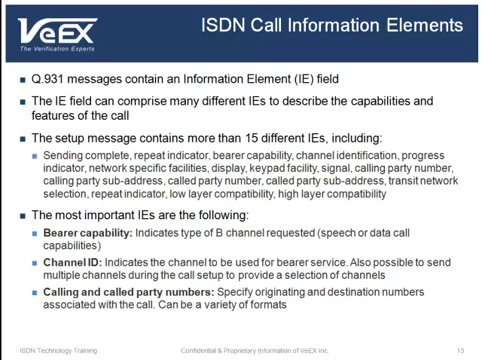 VeEX
The Verification Experts
ISDN Call Information Elements
Q.931 messages contain an Information Element (IE) field
The IE field can comprise many different IEs to describe the capabilities and
features of the call
The setup message contains more than 15 different IEs, including:
Sending complete, repeat indicator, bearer capability, channel identification, progress
indicator, network specific facilities, display, keypad facility, signal, calling party number,
calling party sub-address, called party number, called party sub-address, transit network
selection, repeat indicator, low layer compatibility, high layer compatibility
The most important IEs are the following:
Bearer capability: Indicates type of B channel requested (speech or data call
capabilities)
Channel ID: Indicates the channel to be used for bearer service. Also possible to send
multiple channels during the call setup to provide a selection of channels
Calling and called party numbers: Specify originating and destination numbers
associated with the call. Can be a variety of formats
ISDN Technology Training
Confidential & Proprietary Information of VeEX Inc.
13